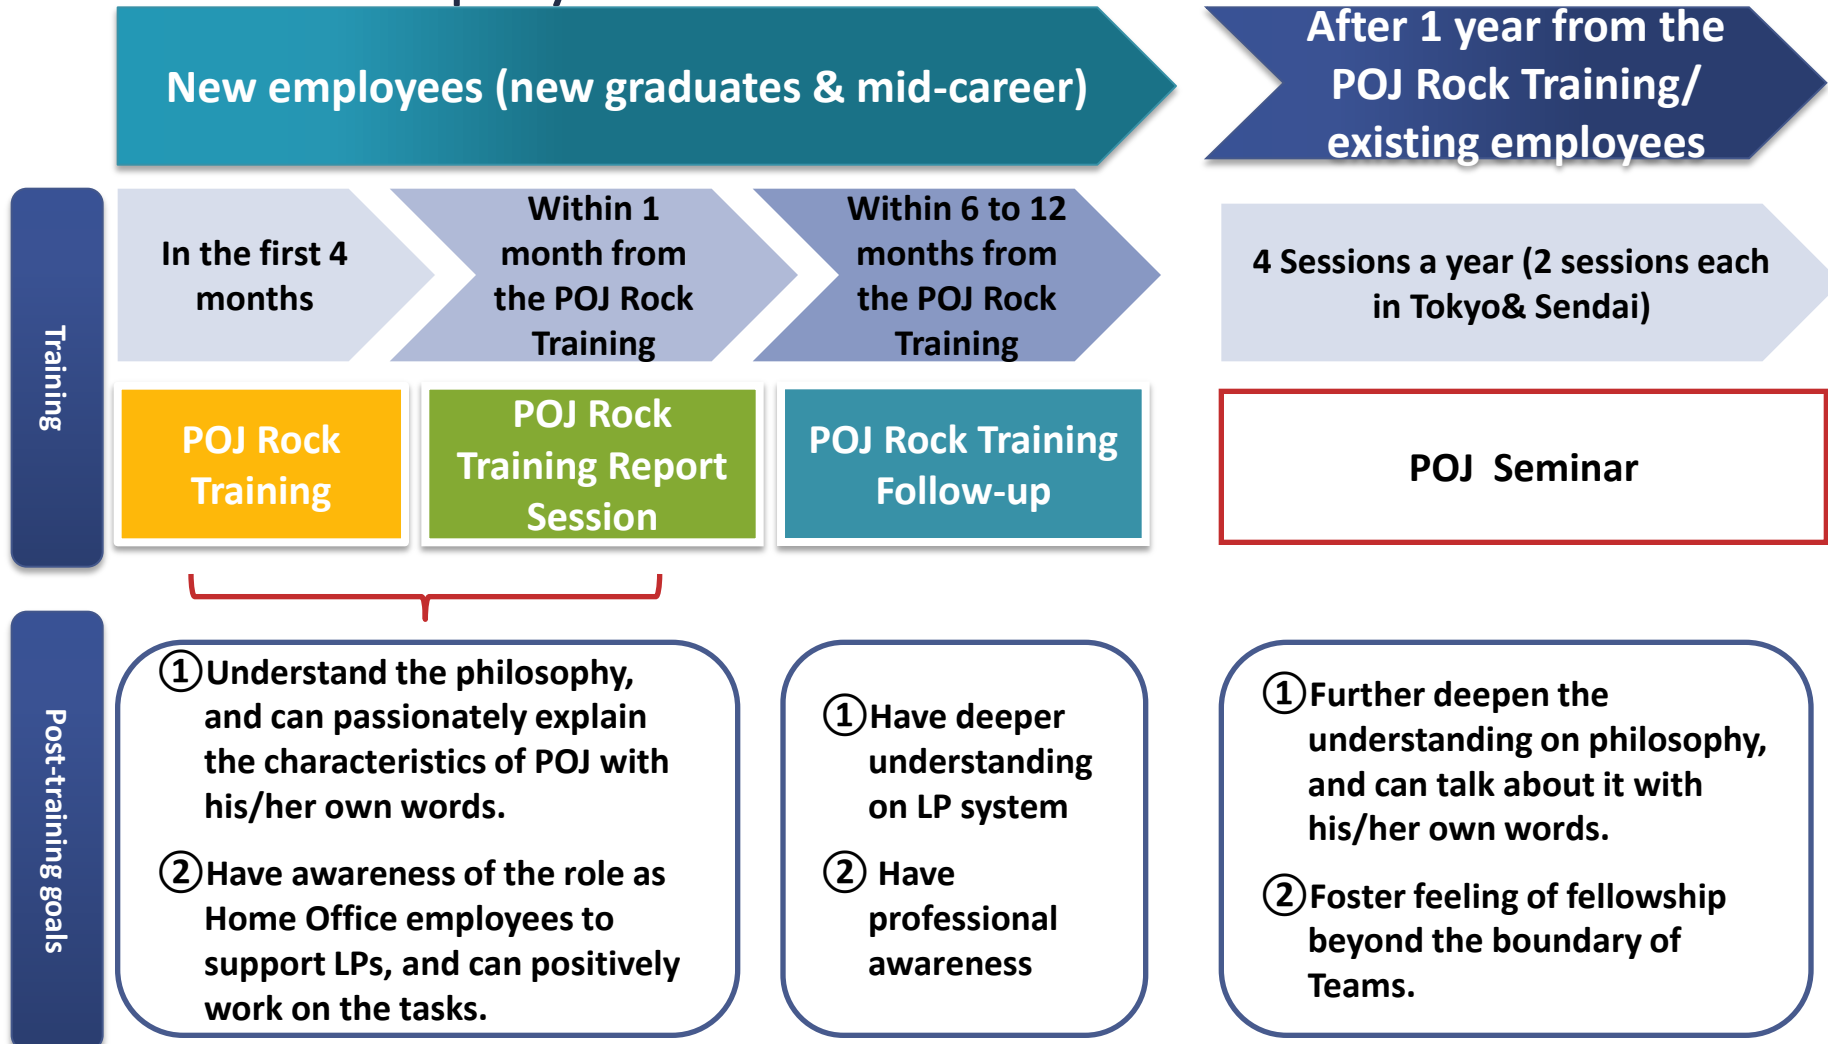 New employees (new graduates & mid-career)
After 1 year from the
POJ Rock Training/
existing employees
Training
In the first 4
months
Within 1
month from
the POJ Rock
Training
Within 6 to 12
months from
the POJ Rock
Training
4 Sessions a year (2 sessions each
in Tokyo& Sendai)
POJ Rock
Training
POJ Rock
Training Report
Session
POJ Rock Training
Follow-up
POJ  Seminar
Post-training goals
①Understand the philosophy,
and can passionately explain
the characteristics of POJ with
his/her own words.
②Have awareness of the role as
Home Office employees to
support LPs, and can positively
work on the tasks.
①Have deeper
understanding
on LP system
② Have
professional
awareness
①Further deepen the
understanding on philosophy,
and can talk about it with
his/her own words.
②Foster feeling of fellowship
beyond the boundary of
Teams.